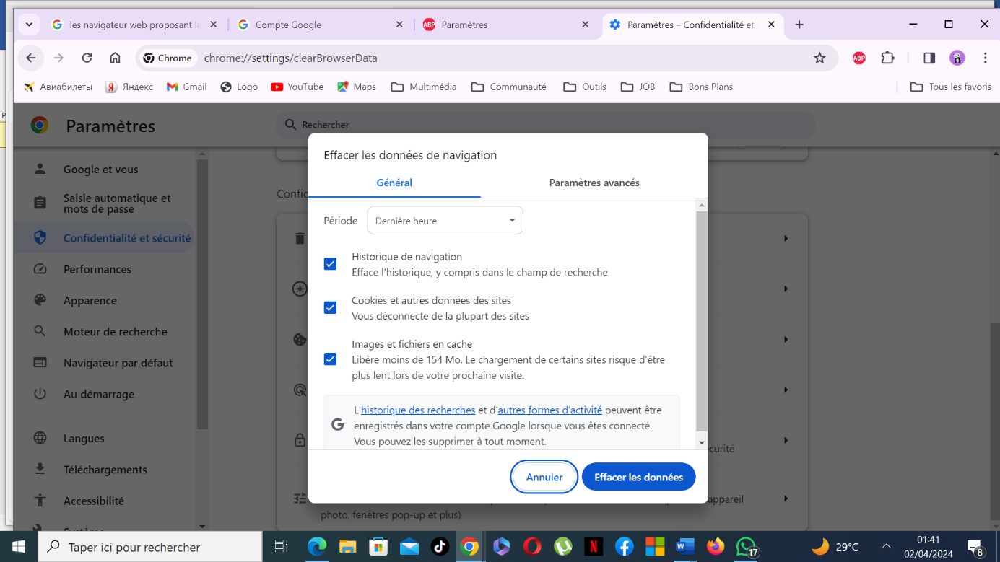 les navigateur web proposant la
Compte Google
ABP Paramètres
Paramètres – Confidentialité et s
Chrome chrome://settings/clearBrowserData
ABP
Авиабилеты
Я Яндекс
Gmail
Logo
YouTube
Maps
Multimédia
Communauté
Outils
JOB
Bons Plans
Tous les favoris
Paramètres
Rechercher
Google et vous
Saisie automatique et
mots de passe
Confidentialité et sécurité
Performances
Apparence
Moteur de recherche
Navigateur par défaut
Au démarrage
Langues
Téléchargements
Accessibilité
Système
Confid
Effacer les données de navigation
Général
Paramètres avancés
Période Dernière heure
Historique de navigation
Efface l'historique, y compris dans le champ de recherche
Cookies et autres données des sites
Vous déconnecte de la plupart des sites
Images et fichiers en cache
Libère moins de 154 Mo. Le chargement de certains sites risque d'être
plus lent lors de votre prochaine visite.
L'historique des recherches et d'autres formes d'activité peuvent être
enregistrés dans votre compte Google lorsque vous êtes connecté.
Vous pouvez les supprimer à tout moment.
Annuler
Effacer les données
curité
appareil
photo, fenêtres pop-up et plus)
Taper ici pour rechercher
17
29°C
01:41
02/04/2024
8